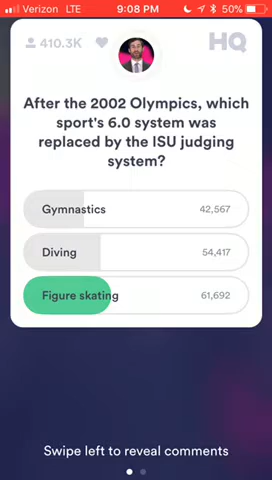 Verizon LTE 9:08 PM 50%
410.3K HQ
After the 2002 Olympics, which
sport's 6.0 system was
replaced by the ISU judging
system?
Gymnastics 42,567
Diving 54,417
Figure skating 61,692
Swipe left to reveal comments